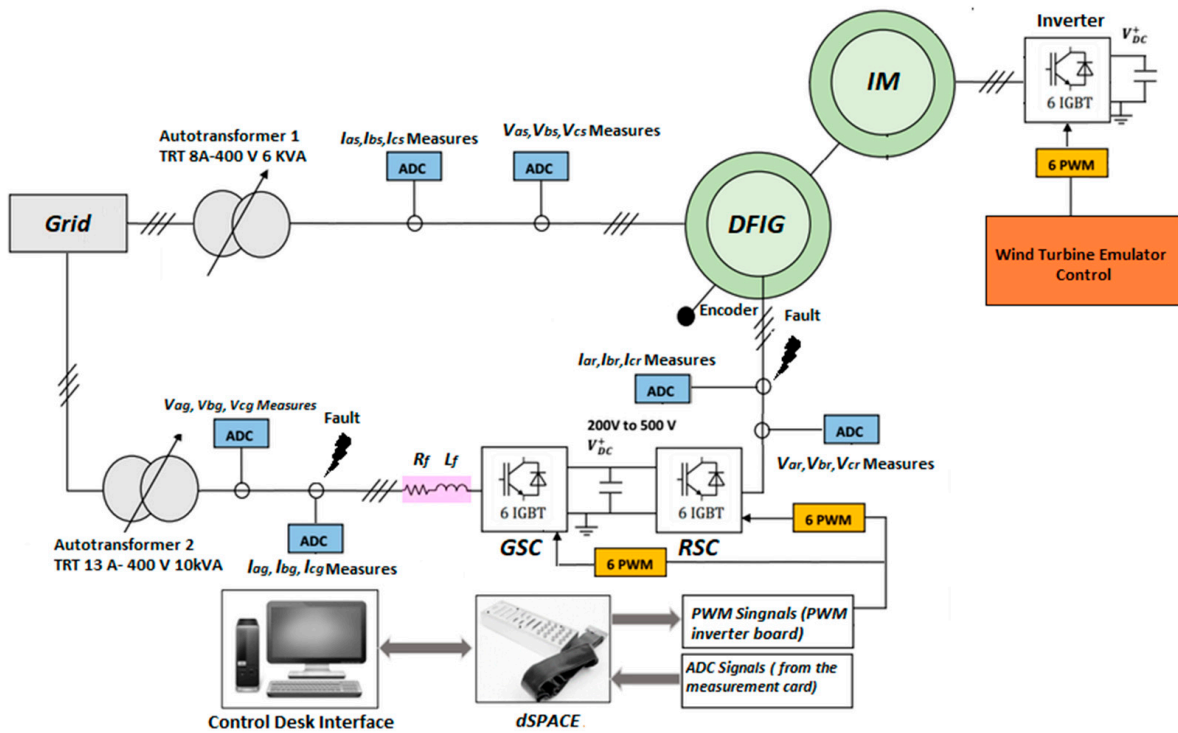 Inverter
V+DC
6 IGBT
IM
6 PWM
Wind Turbine Emulator
Control
Autotransformer 1
TRT 8A-400 V 6 KVA
Ias,Ibs,Ics Measures
ADC
Vas,Vbs,Vcs Measures
ADC
Grid
DFIG
Encoder
Fault
Iar,Ibr,Icr Measures
ADC
Vag, Vbg, Vcg Measures
ADC
Fault
200V to 500 V
V+DC
ADC
Var,Vbr,Vcr Measures
Rf Lf
6 IGBT
6 IGBT
GSC
RSC
6 PWM
6 PWM
Autotransformer 2
TRT 13 A- 400 V 10kVA
ADC
Iag, Ibg, Icg Measures
PWM Singnals (PWM
inverter board)
ADC Signals ( from the
measurement card)
Control Desk Interface
dSPACE